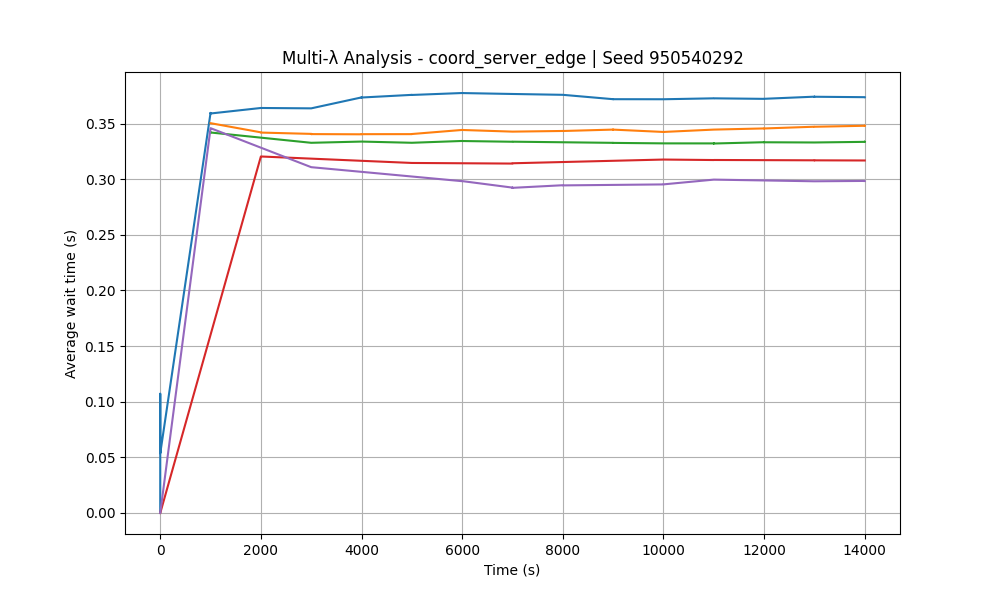 Multi-λ Analysis - coord_server_edge | Seed 950540292
Average wait time (s)
0.35
0.30
0.25
0.20
0.15
0.10
0.05
0.00
0 2000 4000 6000 8000 10000 12000 14000
Time (s)